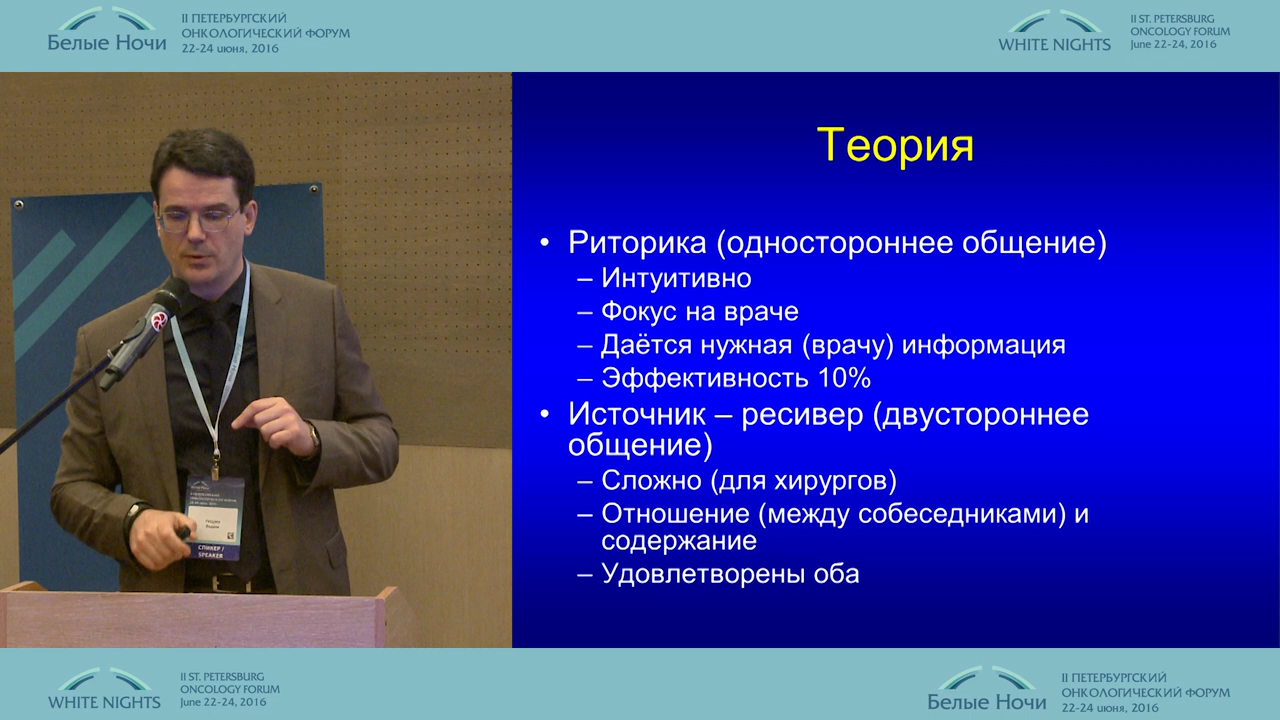 Белые Ночи
II ПЕТЕРБУРГСКИЙ
ОНКОЛОГИЧЕСКИЙ ФОРУМ
22-24 июня, 2016
WHITE NIGHTS
II ST. PETERSBURG
ONCOLOGY FORUM
June 22-24, 2016
Теория
• Риторика (одностороннее общение)
– Интуитивно
– Фокус на враче
– Даётся нужная (врачу) информация
– Эффективность 10%
• Источник – ресивер (двустороннее
общение)
– Сложно (для хирургов)
– Отношение (между собеседниками) и
содержание
– Удовлетворены оба
Белые Ночи
СПИКЕР /
SPEAKER
WHITE NIGHTS
II ST. PETERSBURG
ONCOLOGY FORUM
June 22-24, 2016
Белые Ночи
II ПЕТЕРБУРГСКИЙ
ОНКОЛОГИЧЕСКИЙ ФОРУМ
22-24 июня, 2016